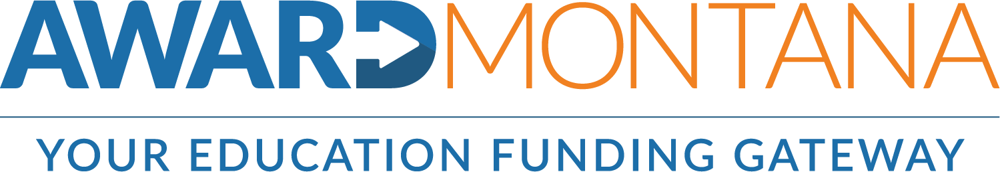 AWARDMONTANA
YOUR EDUCATION FUNDING GATEWAY